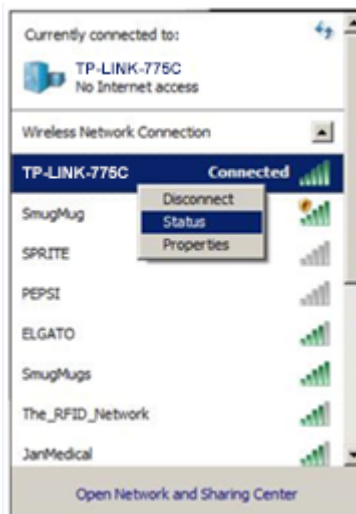 Currently connected to:
TP-LINK-775C
No Internet access
Wireless Network Connection
TP-LINK-775C Connected
Disconnect
SmugMug
Status
SPRITE
Properties
PEPSI
ELGATO
SmugMugs
The_RFID_Network
JanMedical
Open Network and Sharing Center